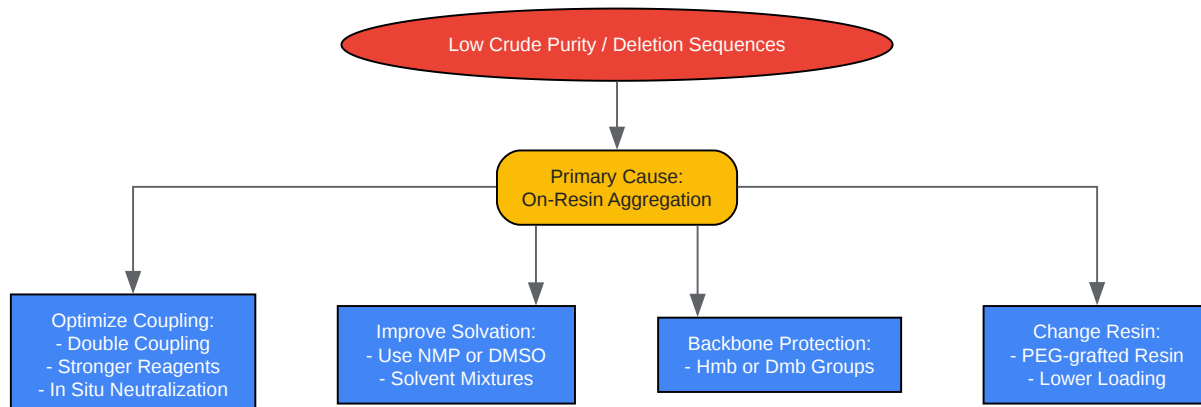 Low Crude Purity / Deletion Sequences
Primary Cause:
On-Resin Aggregation
Optimize Coupling:
- Double Coupling
- Stronger Reagents
- In Situ Neutralization
Improve Solvation:
- Use NMP or DMSO
- Solvent Mixtures
Backbone Protection:
- Hmb or Dmb Groups
Change Resin:
- PEG-grafted Resin
- Lower Loading